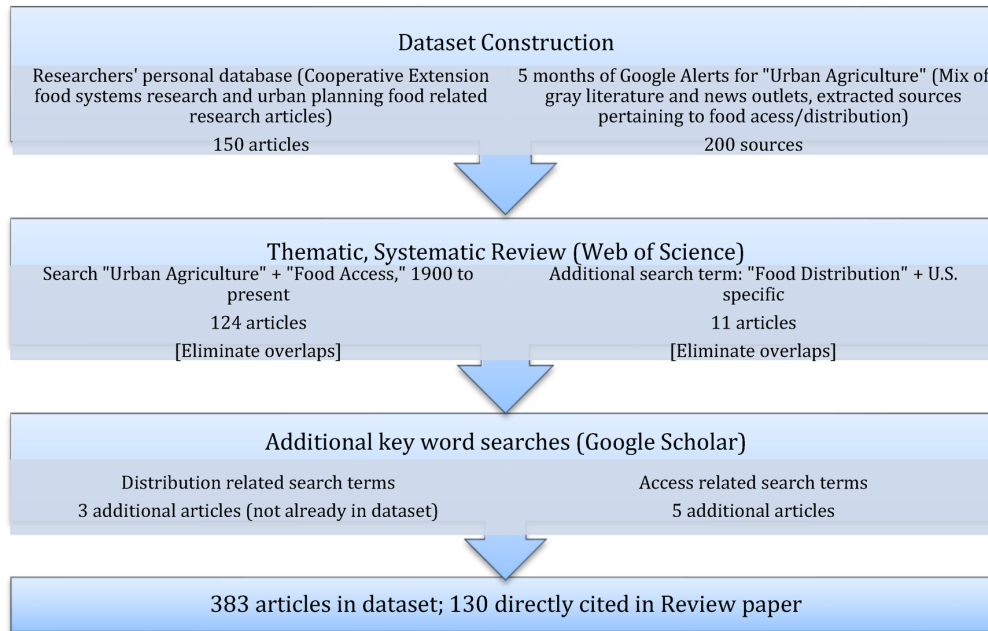 Dataset Construction
Researchers' personal database (Cooperative Extension
food systems research and urban planning food related
research articles)
150 articles
5 months of Google Alerts for "Urban Agriculture" (Mix of
gray literature and news outlets, extracted sources
pertaining to food acess/distribution)
200 sources
Thematic, Systematic Review (Web of Science)
Search "Urban Agriculture" + "Food Access," 1900 to
present
124 articles
[Eliminate overlaps]
Additional search term: "Food Distribution" + U.S.
specific
11 articles
[Eliminate overlaps]
Additional key word searches (Google Scholar)
Distribution related search terms
3 additional articles (not already in dataset)
Access related search terms
5 additional articles
383 articles in dataset; 130 directly cited in Review paper